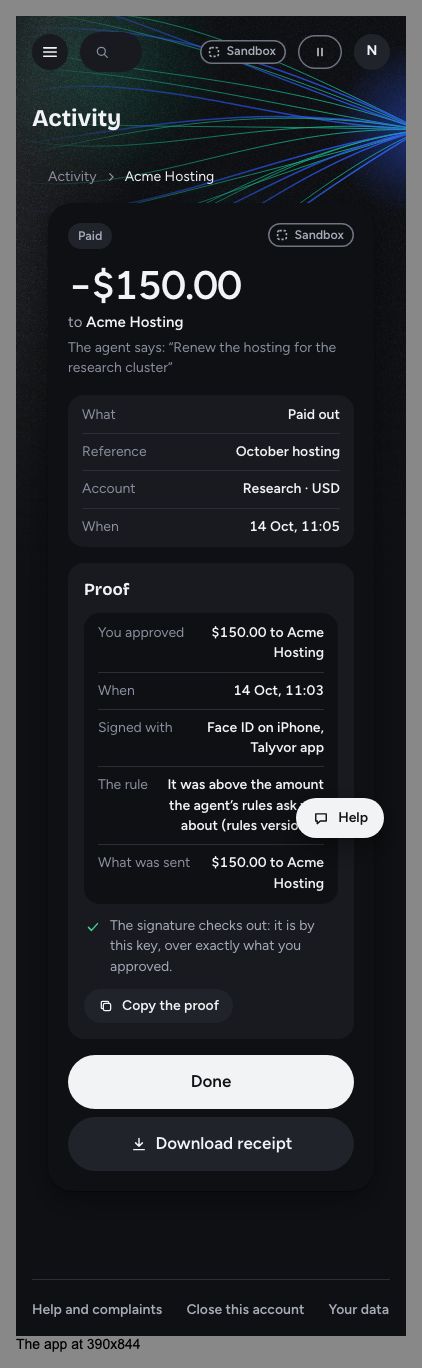 Sandbox
N
Activity
Activity > Acme Hosting
Paid
Sandbox
−$150.00
to Acme Hosting
The agent says: “Renew the hosting for the
research cluster”
What Paid out
Reference October hosting
Account Research · USD
When 14 Oct, 11:05
Proof
You approved $150.00 to Acme
Hosting
When 14 Oct, 11:03
Signed with Face ID on iPhone,
Talyvor app
The rule It was above the amount
the agent’s rules ask
about (rules
Help
What was sent $150.00 to Acme
Hosting
The signature checks out: it is by
this key, over exactly what you
approved.
Copy the proof
Done
Download receipt
Help and complaints Close this account Your data
The app at 390x844